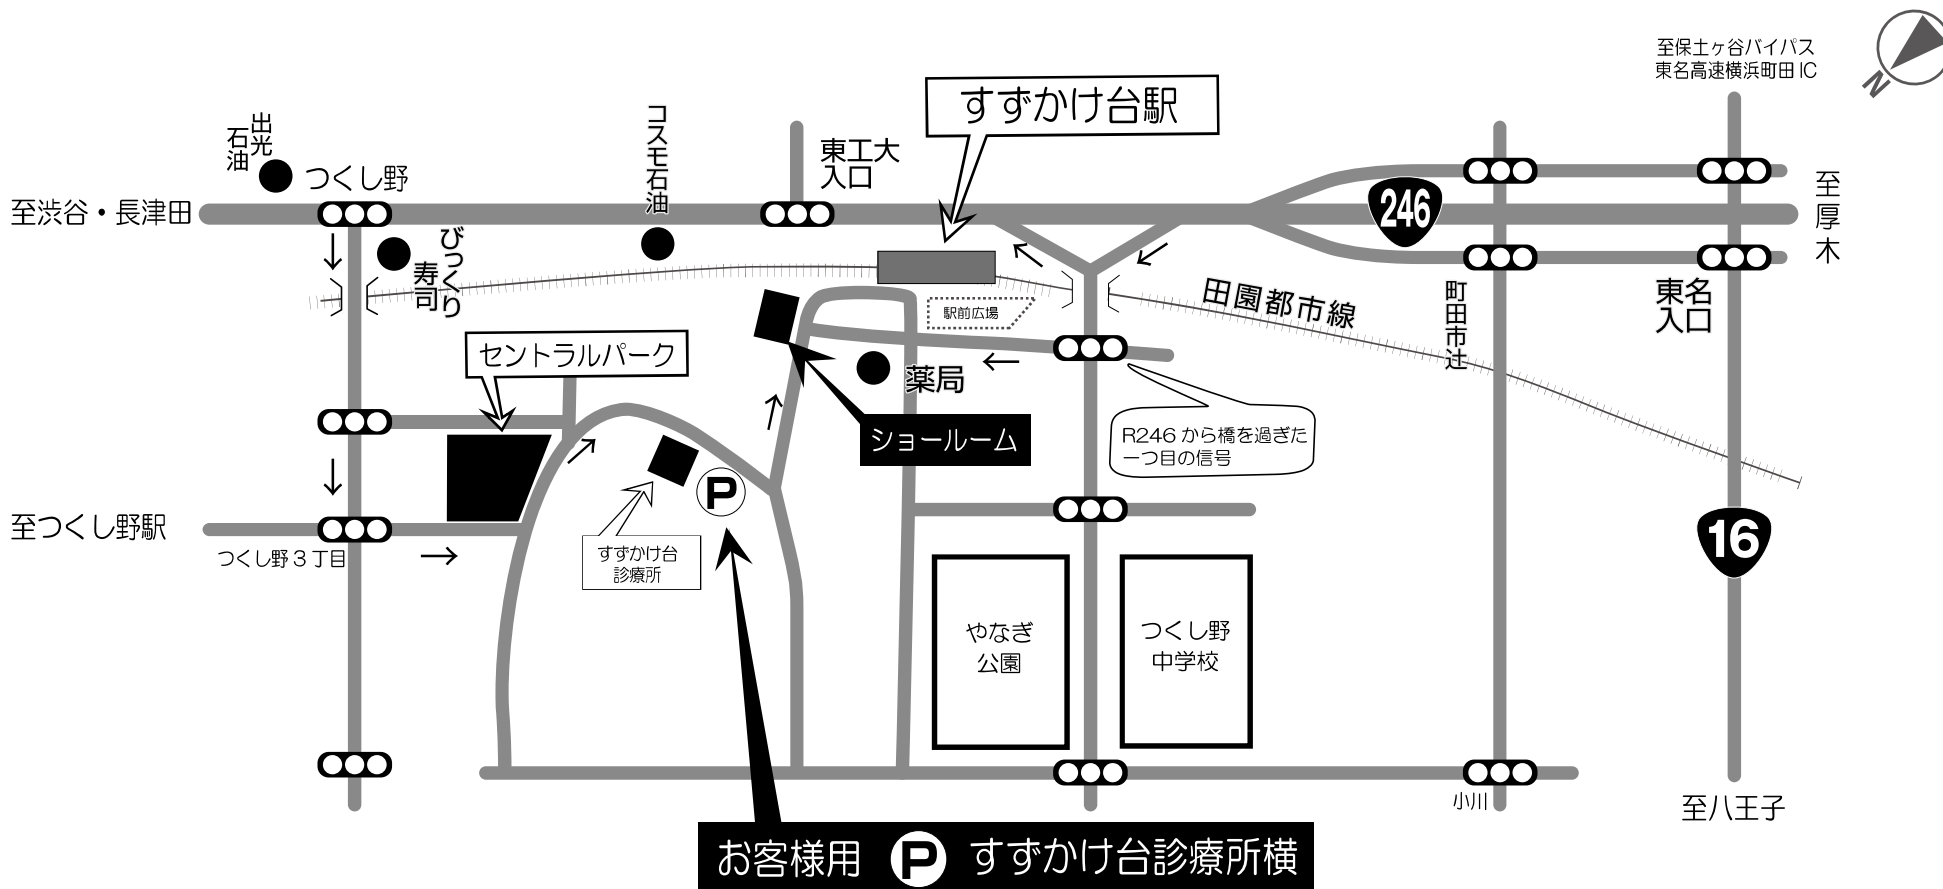 至保土ヶ谷バイパス
東名高速横浜町田IC
N
すずかけ台駅
出光
石油
コスモ石油
東工大
入口
つくし野
至渋谷・長津田
246
至厚木
びっくり
寿司
駅前広場
田園都市線
町田市辻
東名
入口
セントラルパーク
薬局
ショールーム
R246から橋を過ぎた
一つ目の信号
P
至つくし野駅
つくし野3丁目
すずかけ台
診療所
16
やなぎ
公園
つくし野
中学校
小川
至八王子
お客様用 P すずかけ台診療所横